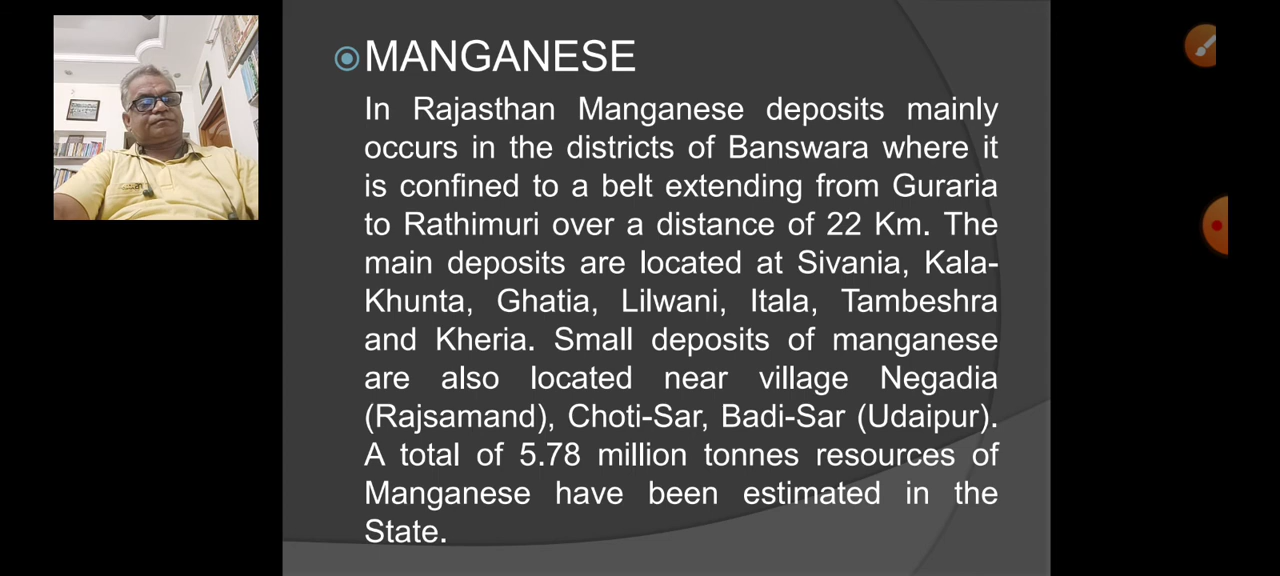 MANGANESE
In Rajasthan Manganese deposits mainly
occurs in the districts of Banswara where it
is confined to a belt extending from Guraria
to Rathimuri over a distance of 22 Km. The
main deposits are located at Sivania, Kala-
Khunta, Ghatia, Lilwani, Itala, Tambeshra
and Kheria. Small deposits of manganese
are also located near village Negadia
(Rajsamand), Choti-Sar, Badi-Sar (Udaipur).
A total of 5.78 million tonnes resources of
Manganese have been estimated in the
State.